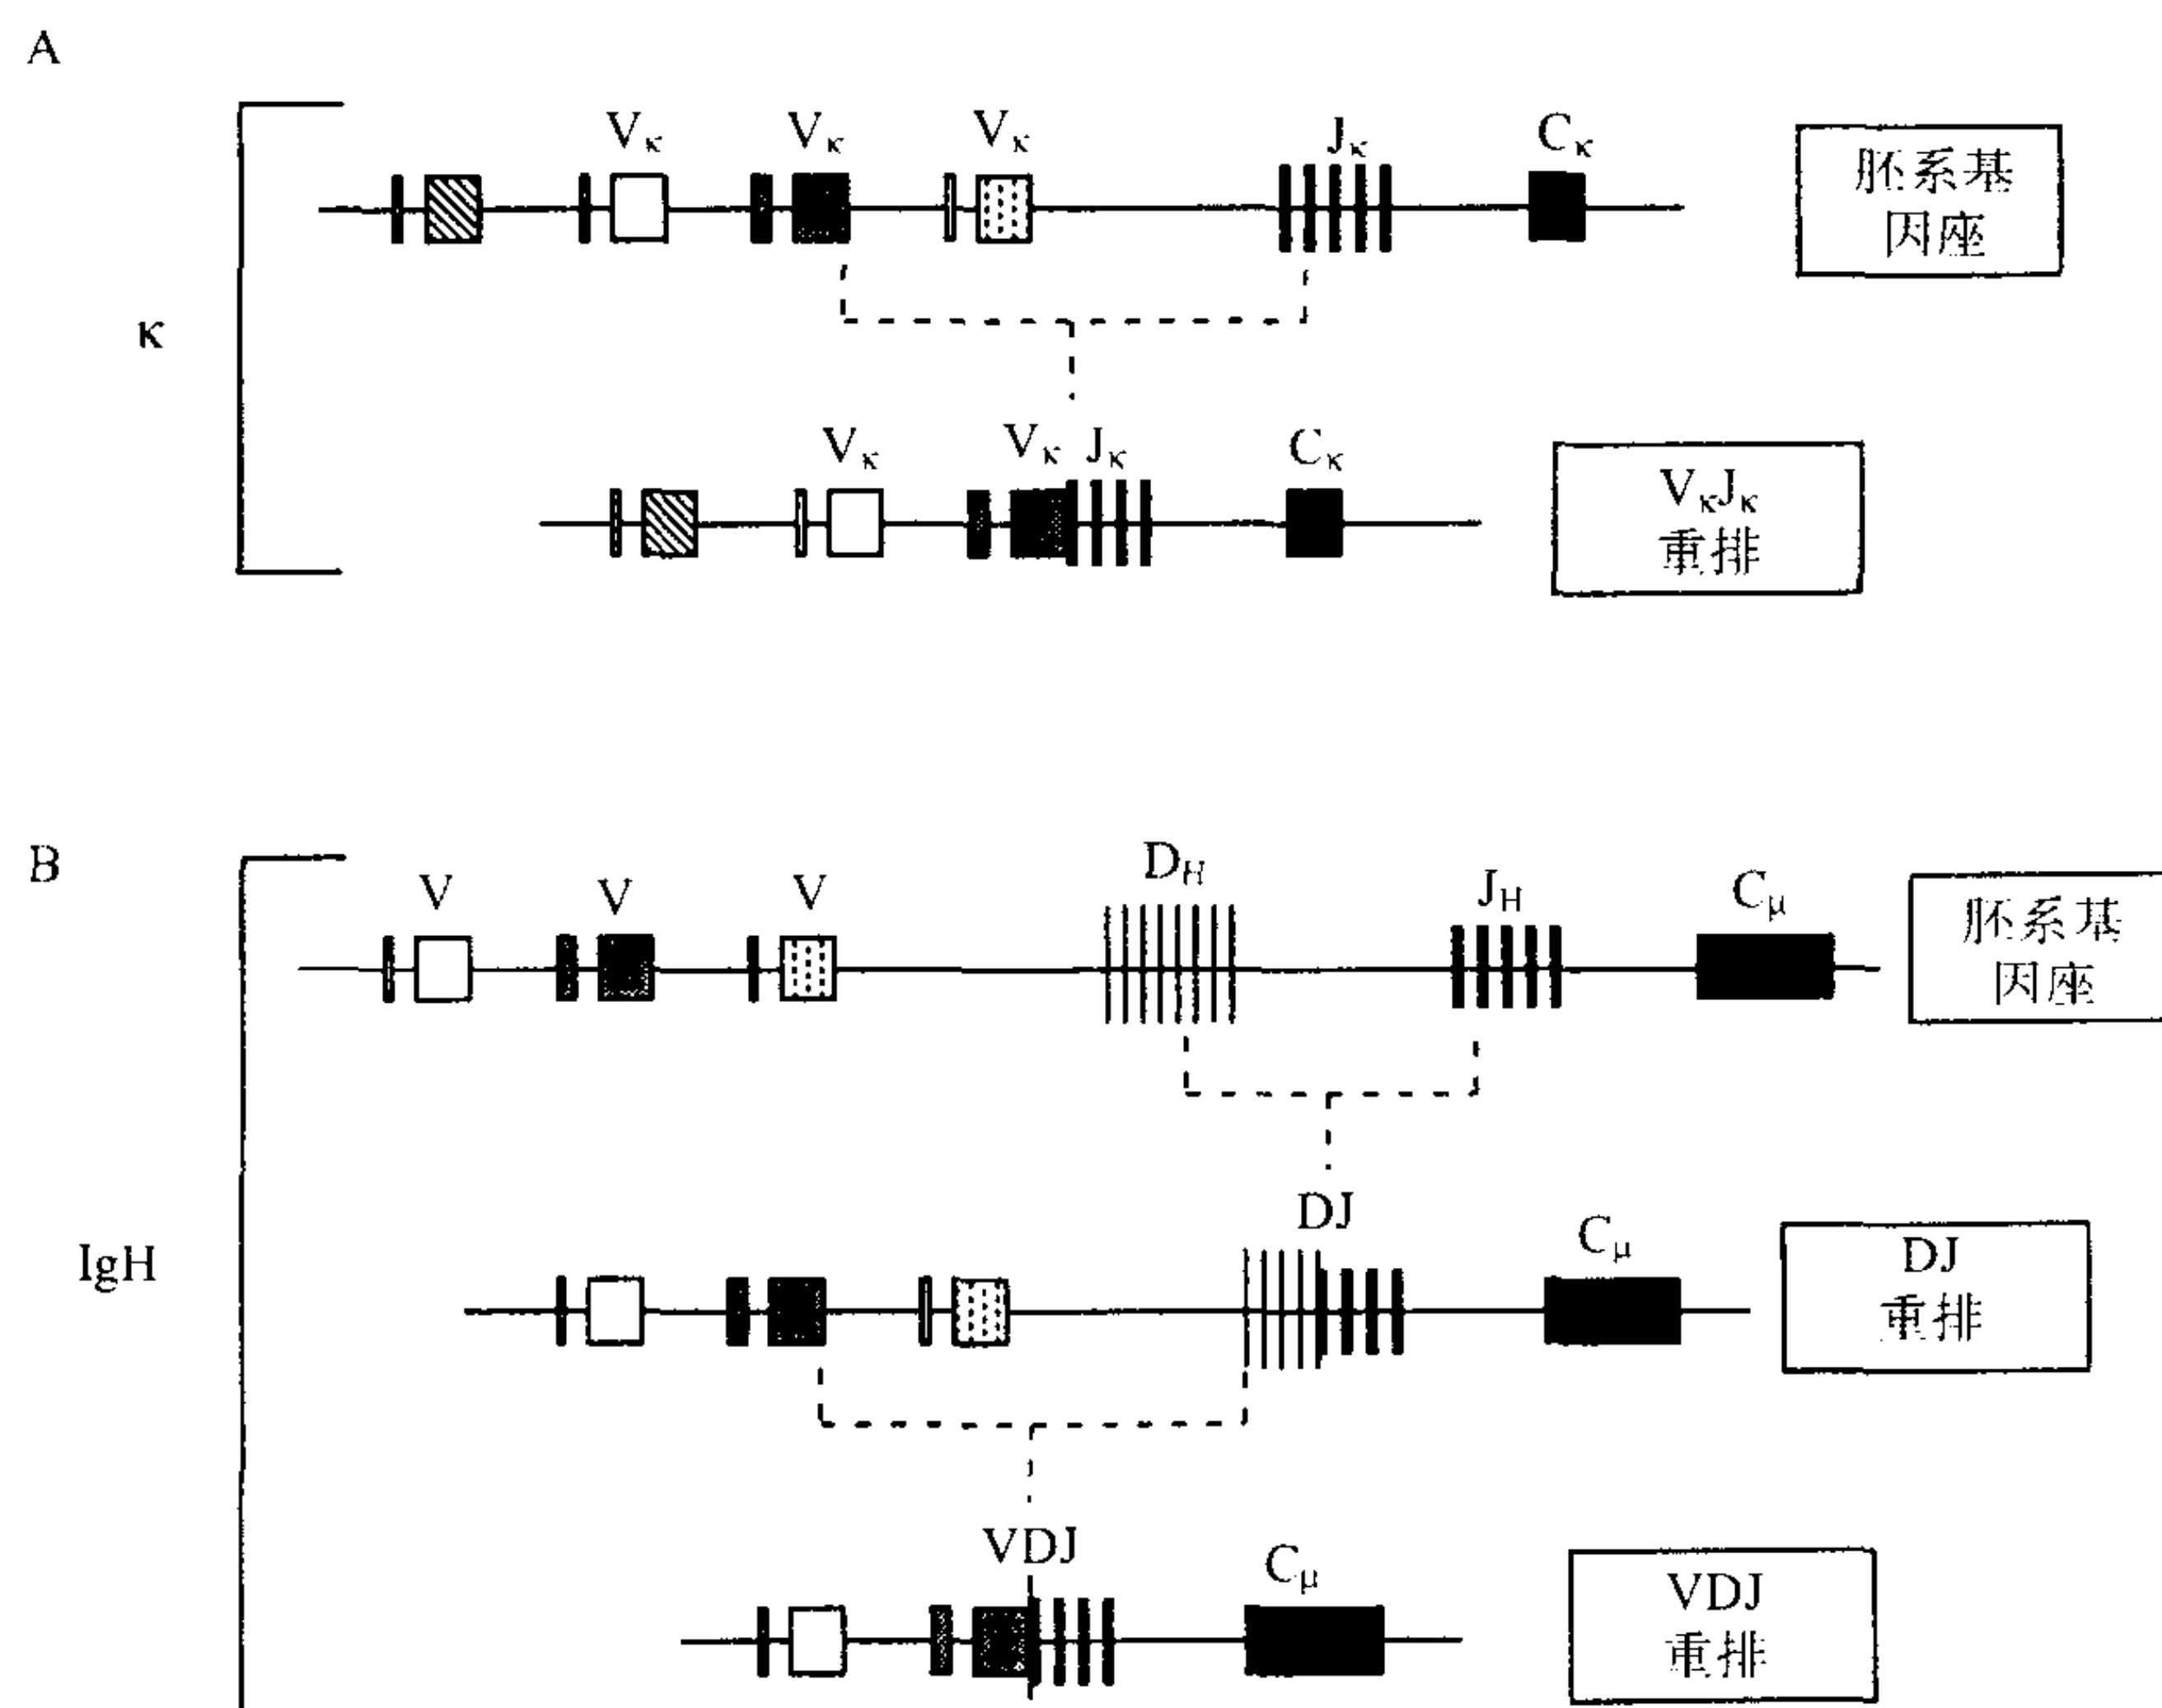 A
Vκ Vκ Vκ Jκ Cκ
胚系基
因座
κ
Vκ Vκ Jκ Cκ
VκJκ
重排
B
V V V DH JH Cμ
胚系基
因座
IgH
DJ Cμ
DJ
重排
VDJ Cμ
VDJ
重排